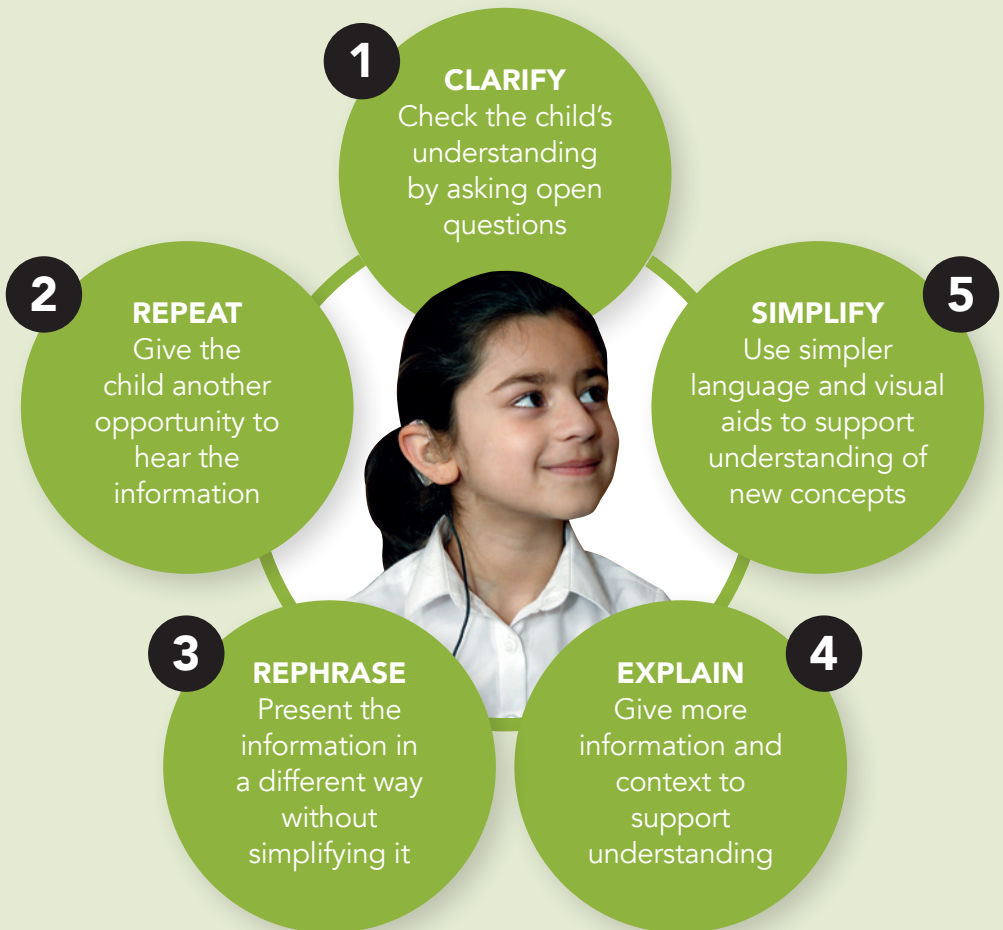 1
CLARIFY
Check the child’s
understanding
by asking open
questions
2
REPEAT
Give the
child another
opportunity to
hear the
information
3
REPHRASE
Present the
information in
a different way
without
simplifying it
4
EXPLAIN
Give more
information and
context to
support
understanding
5
SIMPLIFY
Use simpler
language and visual
aids to support
understanding of
new concepts